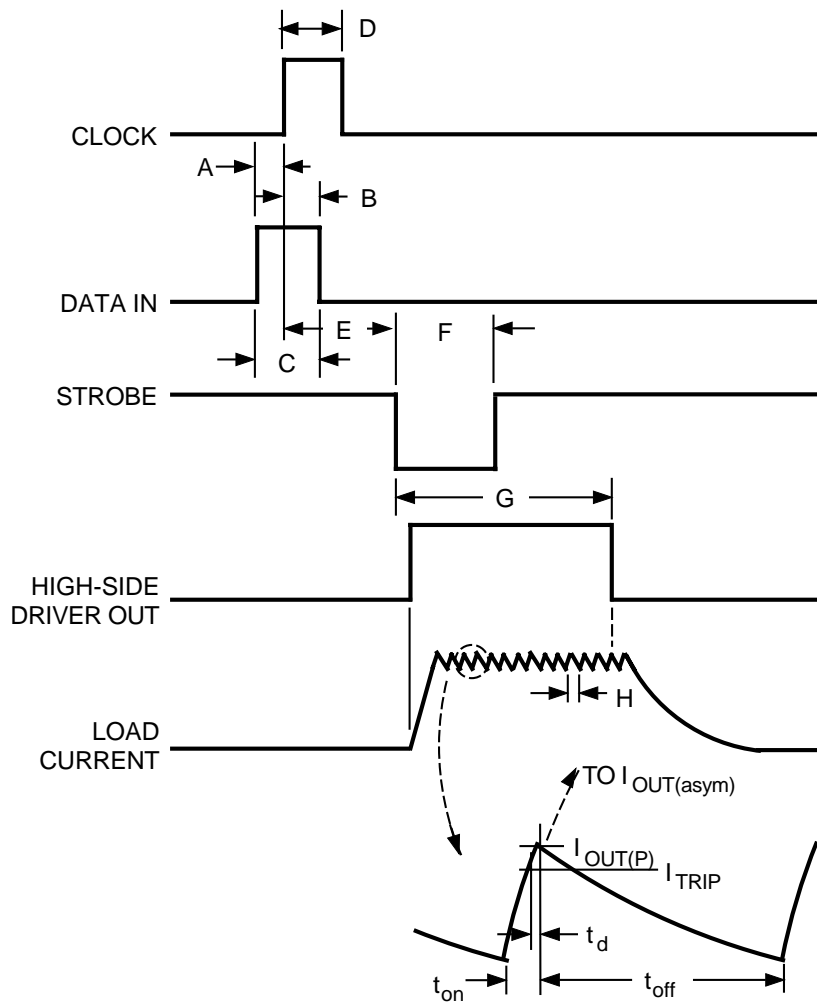 D
CLOCK
A
B
DATA IN
E
F
C
STROBE
G
HIGH-SIDE
DRIVER OUT
H
LOAD
CURRENT
TO I OUT(asym)
I OUT(P)
I TRIP
t d
t on
t off